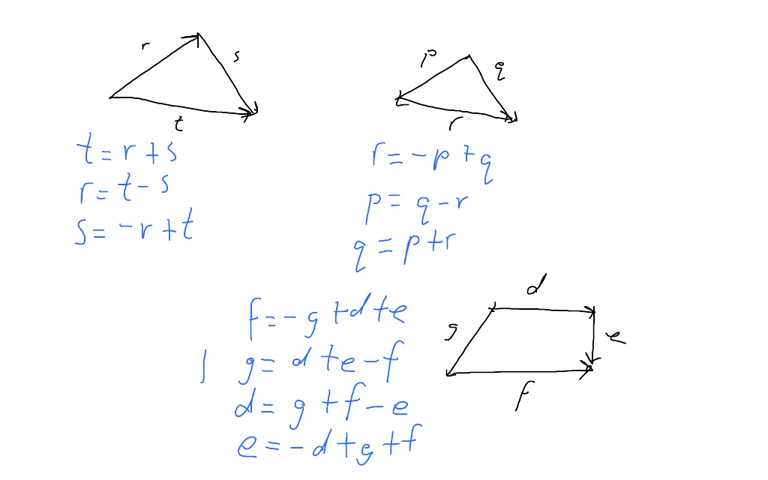 r
s
t
t = r + s
r = t - s
s = -r + t
p
q
r
r = -p + q
p = q - r
q = p + r
d
g
e
f
f = -g + d + e
g = d + e - f
d = g + f - e
e = -d + g + f